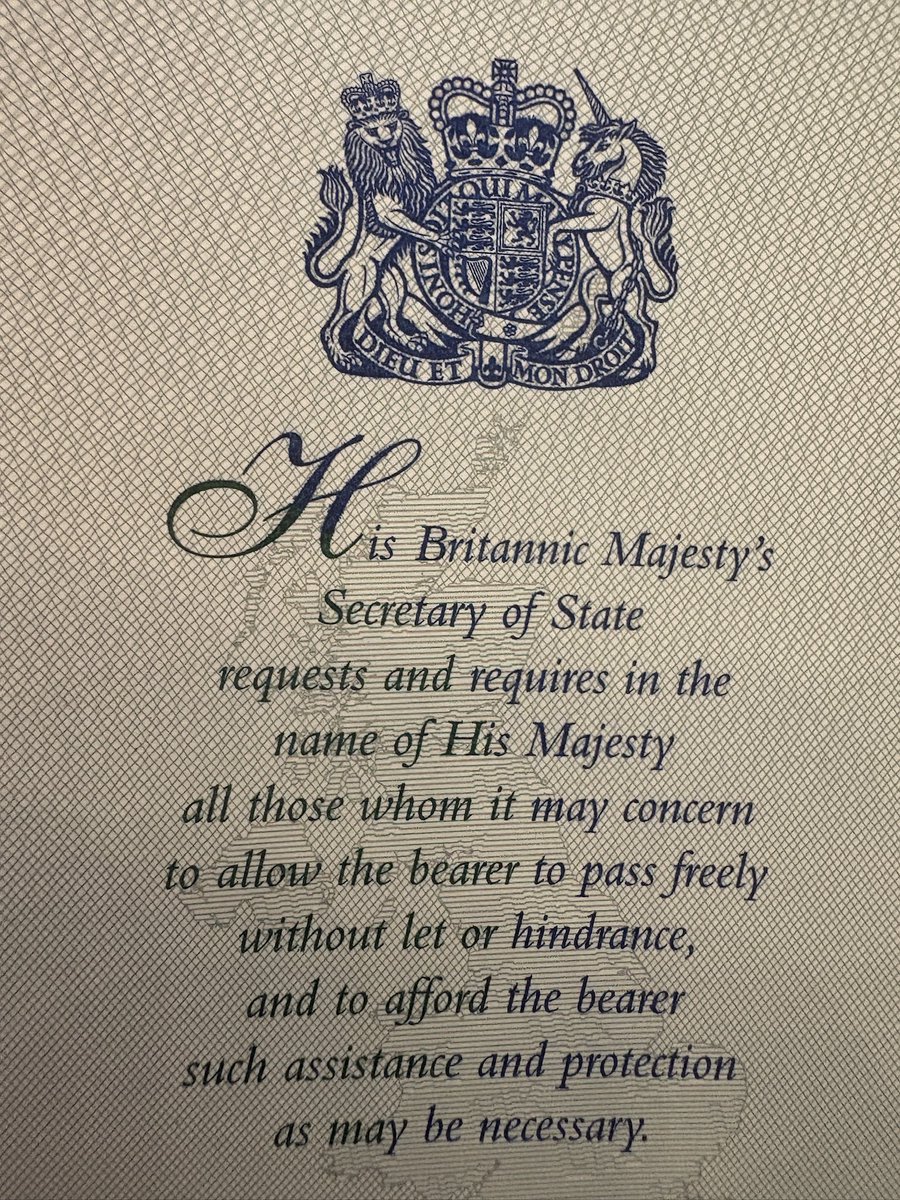 HONI SOIT QUI MAL Y PENSE
DIEU ET MON DROIT
His Britannic Majesty's
Secretary of State
requests and requires in the
name of His Majesty
all those whom it may concern
to allow the bearer to pass freely
without let or hindrance,
and to afford the bearer
such assistance and protection
as may be necessary.